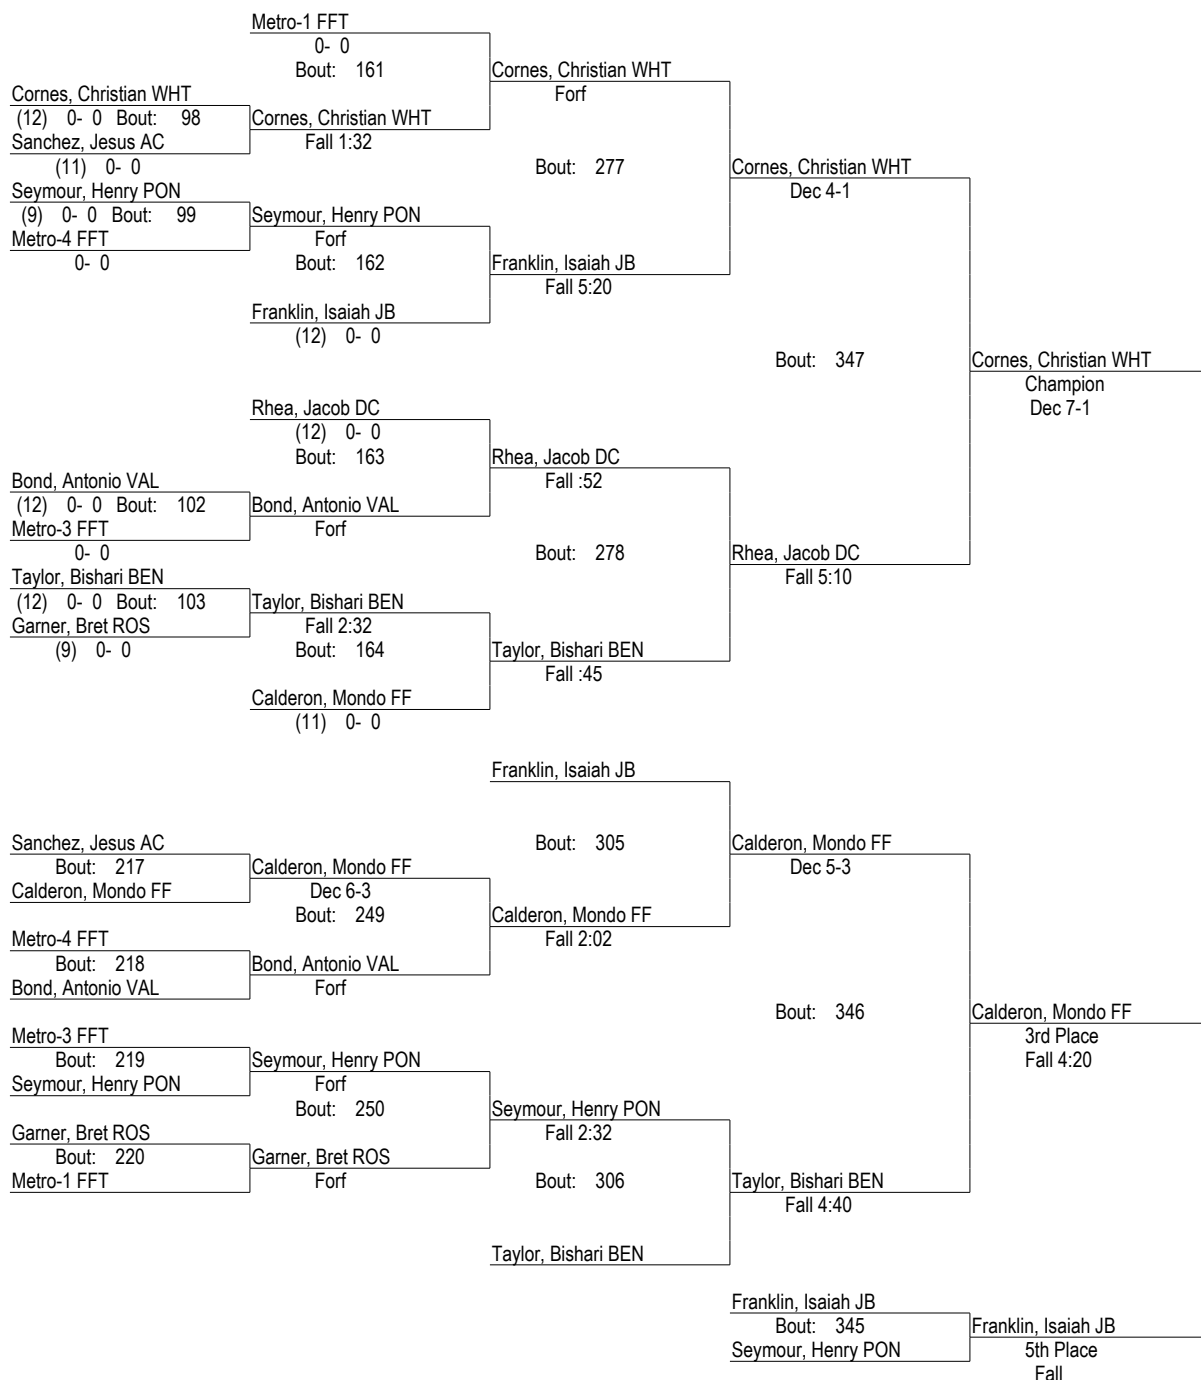 Metro-1 FFT
0- 0
Bout: 161
Cornes, Christian WHT
Forf
Cornes, Christian WHT
(12) 0- 0 Bout: 98
Cornes, Christian WHT
Sanchez, Jesus AC
Fall 1:32
(11) 0- 0
Bout: 277
Cornes, Christian WHT
Dec 4-1
Seymour, Henry PON
(9) 0- 0 Bout: 99
Seymour, Henry PON
Metro-4 FFT
Forf
0- 0
Bout: 162
Franklin, Isaiah JB
Fall 5:20
Franklin, Isaiah JB
(12) 0- 0
Bout: 347
Cornes, Christian WHT
Champion
Dec 7-1
Rhea, Jacob DC
(12) 0- 0
Bout: 163
Rhea, Jacob DC
Fall :52
Bond, Antonio VAL
(12) 0- 0 Bout: 102
Bond, Antonio VAL
Metro-3 FFT
Forf
0- 0
Bout: 278
Rhea, Jacob DC
Fall 5:10
Taylor, Bishari BEN
(12) 0- 0 Bout: 103
Taylor, Bishari BEN
Garner, Bret ROS
Fall 2:32
(9) 0- 0
Bout: 164
Taylor, Bishari BEN
Fall :45
Calderon, Mondo FF
(11) 0- 0
Franklin, Isaiah JB
Bout: 305
Calderon, Mondo FF
Dec 5-3
Sanchez, Jesus AC
Bout: 217
Calderon, Mondo FF
Calderon, Mondo FF
Dec 6-3
Bout: 249
Calderon, Mondo FF
Fall 2:02
Metro-4 FFT
Bout: 218
Bond, Antonio VAL
Bond, Antonio VAL
Forf
Bout: 346
Calderon, Mondo FF
3rd Place
Fall 4:20
Metro-3 FFT
Bout: 219
Seymour, Henry PON
Seymour, Henry PON
Forf
Bout: 250
Seymour, Henry PON
Fall 2:32
Garner, Bret ROS
Bout: 220
Garner, Bret ROS
Metro-1 FFT
Forf
Bout: 306
Taylor, Bishari BEN
Fall 4:40
Taylor, Bishari BEN
Franklin, Isaiah JB
Bout: 345
Franklin, Isaiah JB
Seymour, Henry PON
5th Place
Fall